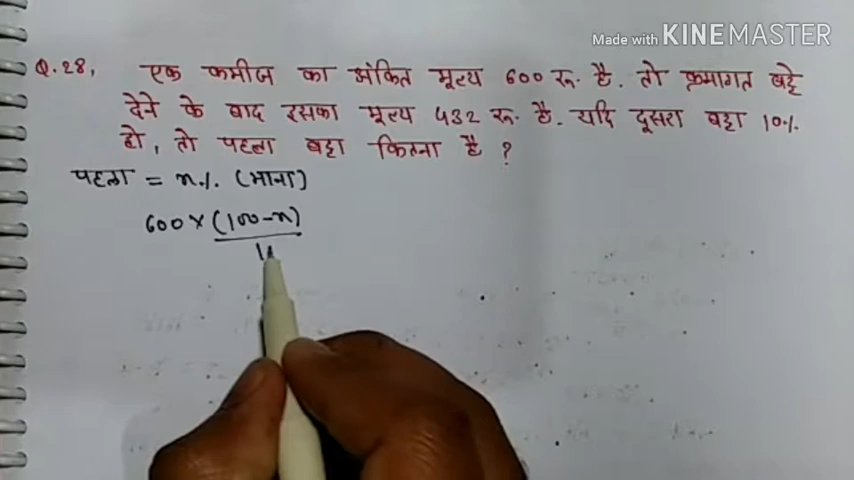 Made with KINEMASTER
Q.28, एक कमीज का अंकित मूल्य 600 रू. है. तो क्रमागत बट्टे
देने के बाद इसका मूल्य 432 रू. है. यदि दूसरा बट्टा 10%
हो, तो पहला बट्टा कितना है ?
पहला = x% (माना)
600 × (100-x)